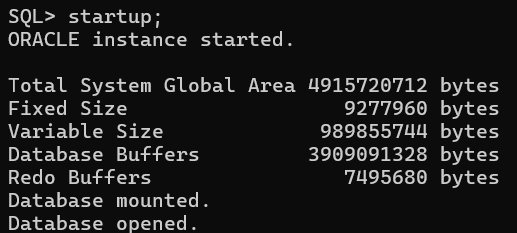 SQL> startup;
ORACLE instance started.

Total System Global Area 4915720712 bytes
Fixed Size                  9277960 bytes
Variable Size             989855744 bytes
Database Buffers         3909091328 bytes
Redo Buffers                7495680 bytes
Database mounted.
Database opened.